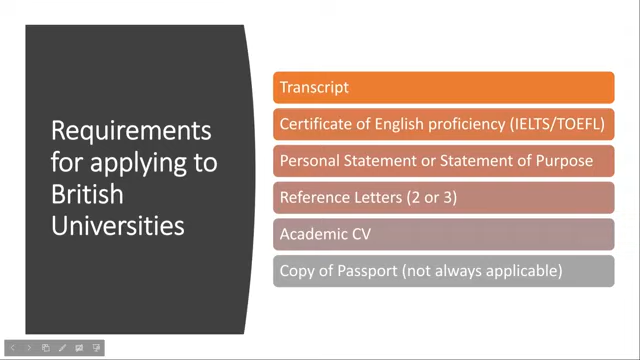 Requirements
for applying to
British
Universities
Transcript
Certificate of English proficiency (IELTS/TOEFL)
Personal Statement or Statement of Purpose
Reference Letters (2 or 3)
Academic CV
Copy of Passport (not always applicable)